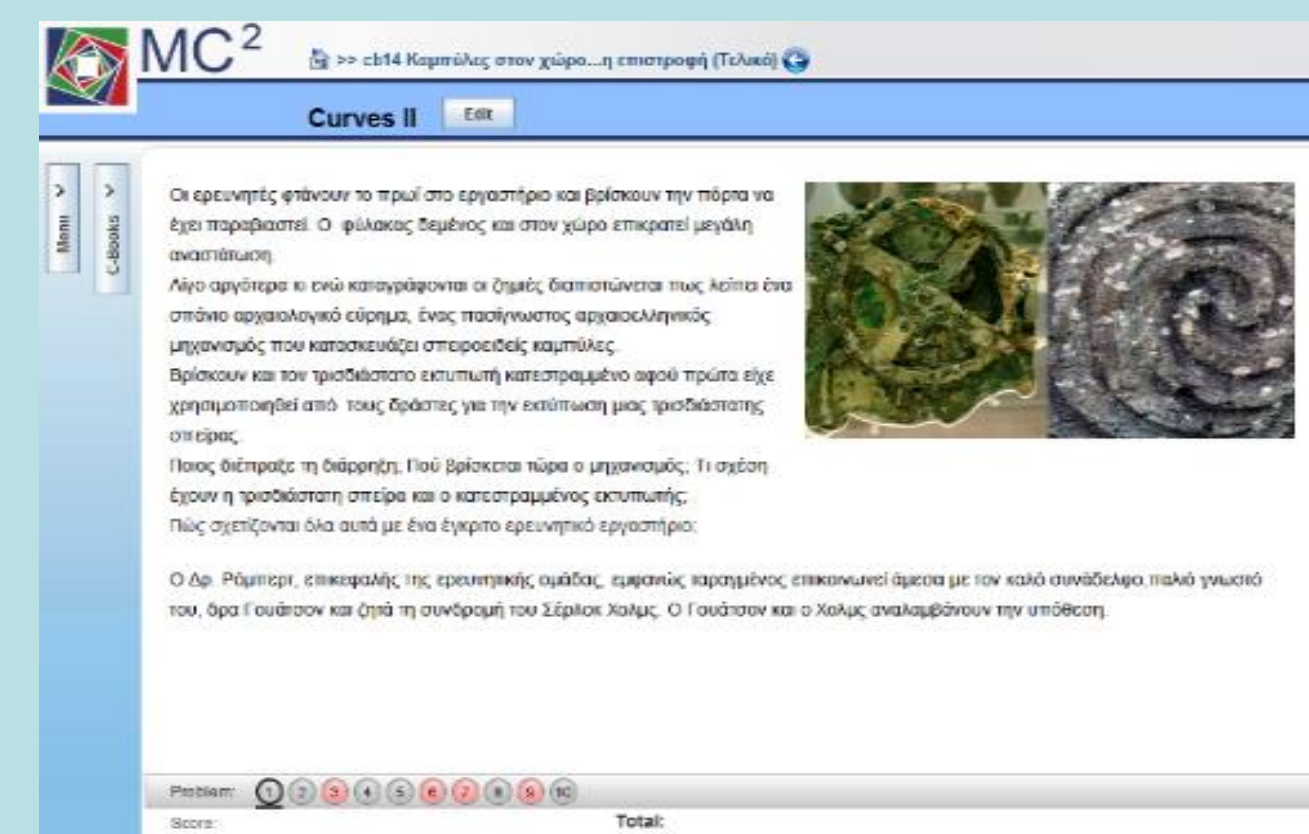 MC²
>> cb14 Καμπύλες στον χώρο...η επιστροφή (Τελικό)
Curves II Edit
Menu
C-Books
Οι ερευνητές φτάνουν το πρωί στο εργαστήριο και βρίσκουν την πόρτα να
έχει παραβιαστεί. Ο φύλακας δεμένος και στον χώρο επικρατεί μεγάλη
αναστάτωση.
Λίγο αργότερα κι ενώ καταγράφονται οι ζημιές διαπιστώνεται πως λείπει ένα
σπάνιο αρχαιολογικό εύρημα, ένας πασίγνωστος αρχαιοελληνικός
μηχανισμός που κατασκευάζει σπειροειδείς καμπύλες.
Βρίσκουν και τον τρισδιάστατο εκτυπωτή κατεστραμμένο αφού πρώτα είχε
χρησιμοποιηθεί από τους δράστες για την εκτύπωση μιας τρισδιάστατης
σπείρας.
Ποιος διέπραξε τη διάρρηξη; Πού βρίσκεται τώρα ο μηχανισμός; Τι σχέση
έχουν η τρισδιάστατη σπείρα και ο κατεστραμμένος εκτυπωτής;
Πώς σχετίζονται όλα αυτά με ένα έγκριτο ερευνητικό εργαστήριο;
Ο Δρ. Ρόμπερτ, επικεφαλής της ερευνητικής ομάδας, εμφανώς ταραγμένος επικοινωνεί άμεσα με τον καλό συνάδελφο, παλιό γνωστό
του, δρα Γουάτσον και ζητά τη συνδρομή του Σέρλοκ Χολμς. Ο Γουάτσον και ο Χολμς αναλαμβάνουν την υπόθεση.
Problem: 1 2 3 4 5 6 7 8 9 10
Score: Total: